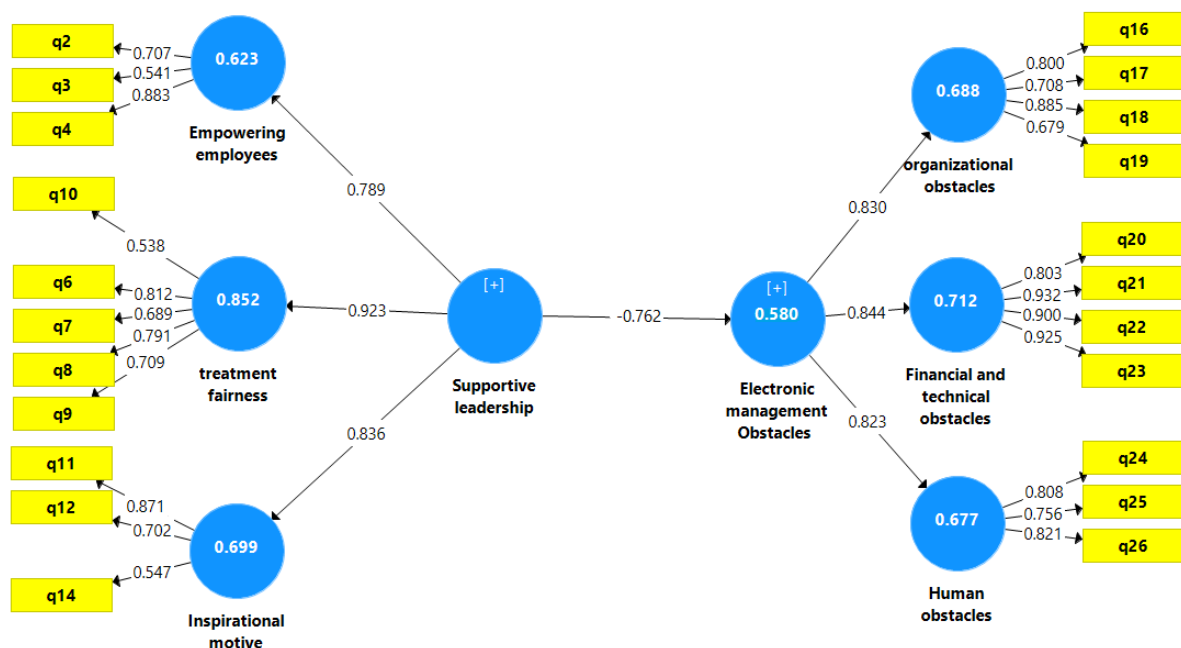 q2
q3
q4
0.707
0.541
0.883
0.623
Empowering
employees
0.789
q10
q6
q7
q8
q9
0.538
0.812
0.689
0.791
0.709
0.852
treatment
fairness
0.923
q11
q12
q14
0.871
0.702
0.547
0.699
Inspirational
motive
0.836
[+]
Supportive
leadership
-0.762
[+]
0.580
Electronic
management
Obstacles
0.830
0.688
organizational
obstacles
0.800
0.708
0.885
0.679
q16
q17
q18
q19
0.844
0.712
Financial and
technical
obstacles
0.803
0.932
0.900
0.925
q20
q21
q22
q23
0.823
0.677
Human
obstacles
0.808
0.756
0.821
q24
q25
q26